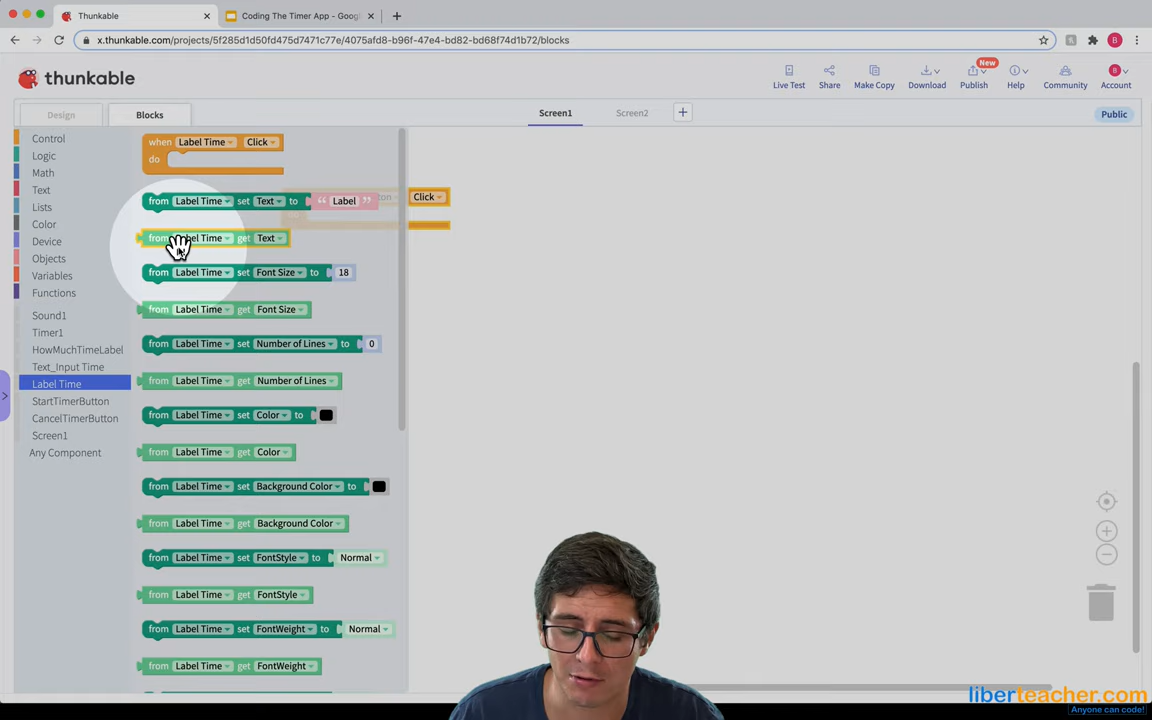 Thunkable
Coding The Timer App - Goog
x.thunkable.com/projects/5f285d1d50fd475d7471c77e/4075afd8-b96f-47e4-bd82-bd68f74d1b72/blocks
B
thunkable
New
Live Test
Share
Make Copy
Download
Publish
Help
Community
B
Account
Design
Blocks
Screen1
Screen2
Public
Control
Logic
Math
Text
Lists
Color
Device
Objects
Variables
Functions
Sound1
Timer1
HowMuchTimeLabel
Text_Input Time
Label Time
StartTimerButton
CancelTimerButton
Screen1
Any Component
when Label Time Click
do
from Label Time set Text to “ Label ”
Click
from Label Time get Text
from Label Time set Font Size to 18
from Label Time get Font Size
from Label Time set Number of Lines to 0
from Label Time get Number of Lines
from Label Time set Color to
from Label Time get Color
from Label Time set Background Color to
from Label Time get Background Color
from Label Time set FontStyle to Normal
from Label Time get FontStyle
from Label Time set FontWeight to Normal
from Label Time get FontWeight
liberteacher.com
Anyone can code!